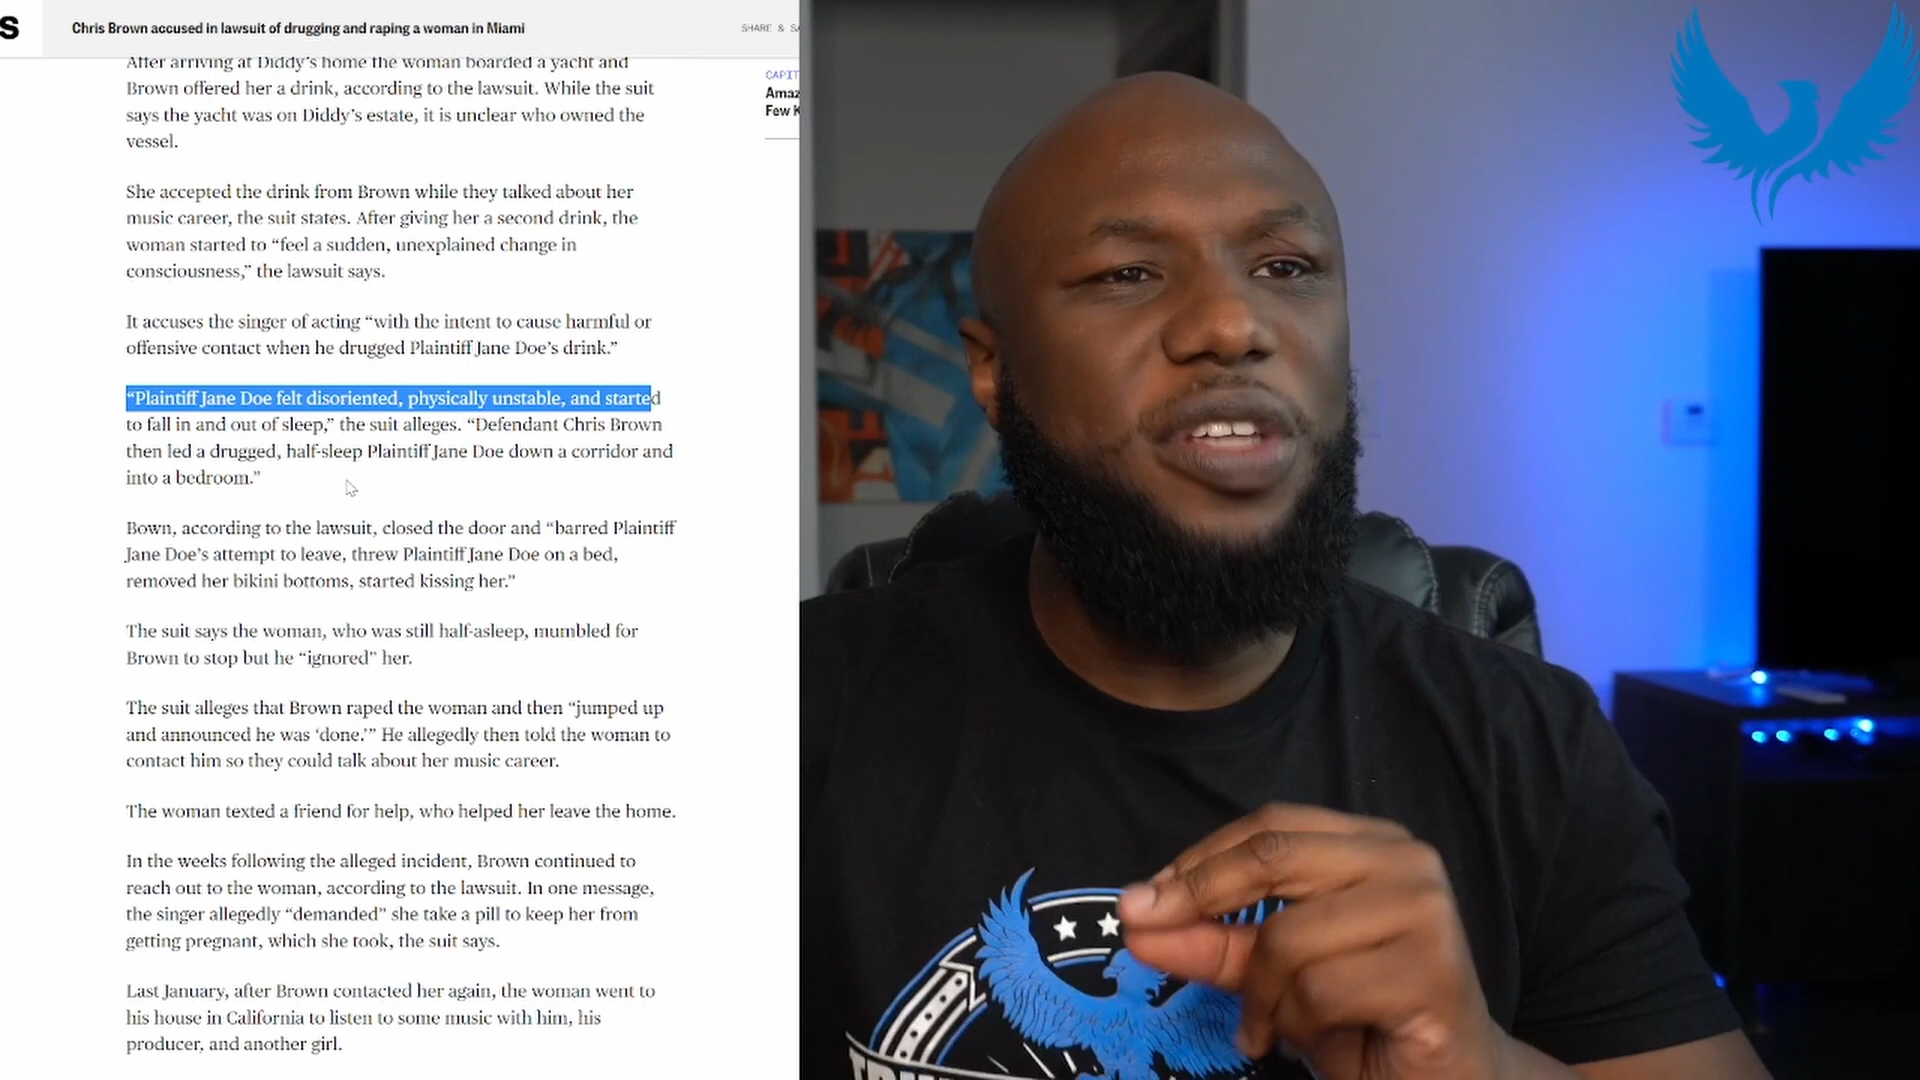 S
Chris Brown accused in lawsuit of drugging and raping a woman in Miami
SHARE & SA
After arriving at Diddy's home the woman boarded a yacht and
Brown offered her a drink, according to the lawsuit. While the suit
says the yacht was on Diddy's estate, it is unclear who owned the
vessel.
CAPIT
Amaz
Few K
She accepted the drink from Brown while they talked about her
music career, the suit states. After giving her a second drink, the
woman started to “feel a sudden, unexplained change in
consciousness,” the lawsuit says.
It accuses the singer of acting “with the intent to cause harmful or
offensive contact when he drugged Plaintiff Jane Doe’s drink.”
“Plaintiff Jane Doe felt disoriented, physically unstable, and started
to fall in and out of sleep,” the suit alleges. “Defendant Chris Brown
then led a drugged, half-sleep Plaintiff Jane Doe down a corridor and
into a bedroom.”
Bown, according to the lawsuit, closed the door and “barred Plaintiff
Jane Doe’s attempt to leave, threw Plaintiff Jane Doe on a bed,
removed her bikini bottoms, started kissing her.”
The suit says the woman, who was still half-asleep, mumbled for
Brown to stop but he “ignored” her.
The suit alleges that Brown raped the woman and then “jumped up
and announced he was ‘done.’” He allegedly then told the woman to
contact him so they could talk about her music career.
The woman texted a friend for help, who helped her leave the home.
In the weeks following the alleged incident, Brown continued to
reach out to the woman, according to the lawsuit. In one message,
the singer allegedly “demanded” she take a pill to keep her from
getting pregnant, which she took, the suit says.
Last January, after Brown contacted her again, the woman went to
his house in California to listen to some music with him, his
producer, and another girl.